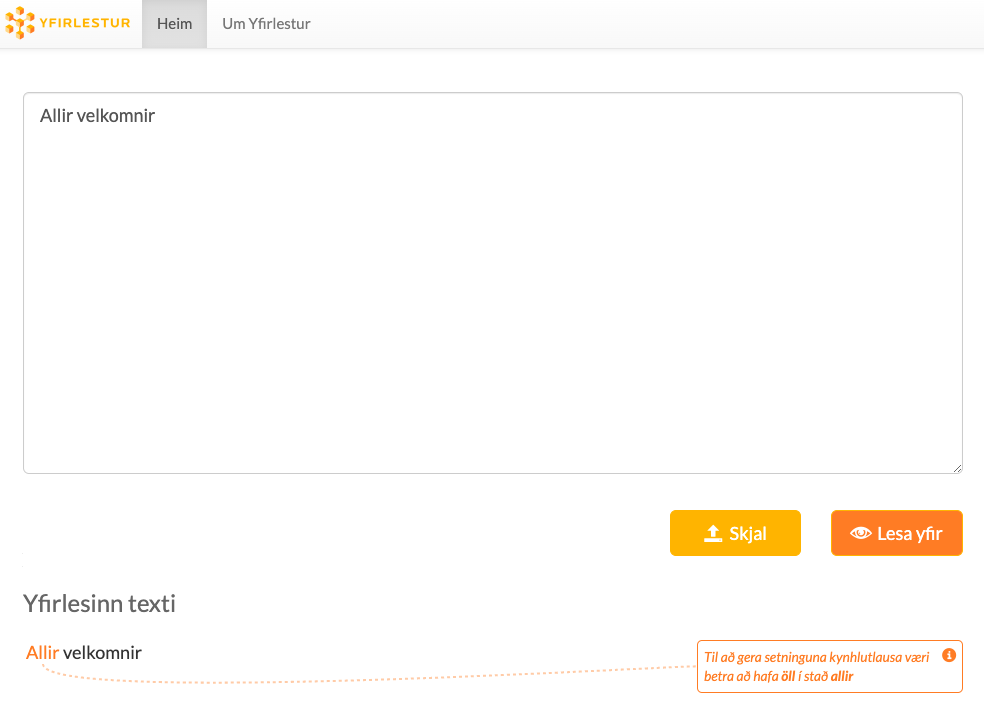 YFIRLESTUR Heim Um Yfirlestur
Allir velkomnir
Skjal Lesa yfir
Yfirlesinn texti
Allir velkomnir
Til að gera setninguna kynhlutlausa væri
betra að hafa öll í stað allir